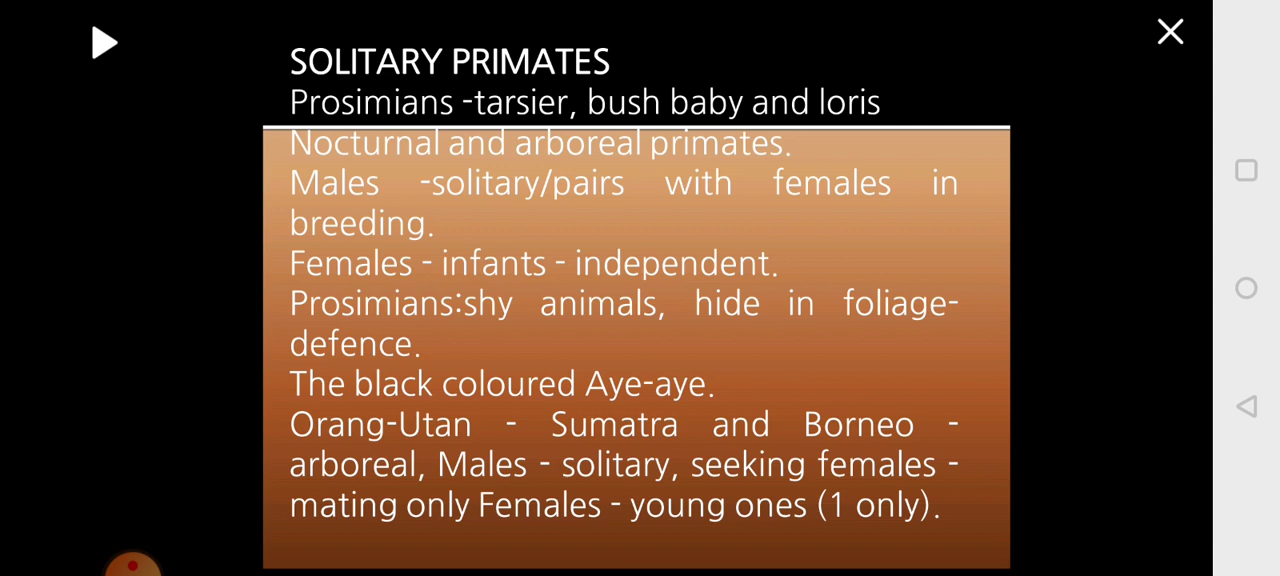 SOLITARY PRIMATES
Prosimians -tarsier, bush baby and loris
Nocturnal and arboreal primates.
Males -solitary/pairs with females in
breeding.
Females - infants - independent.
Prosimians:shy animals, hide in foliage-
defence.
The black coloured Aye-aye.
Orang-Utan - Sumatra and Borneo -
arboreal, Males - solitary, seeking females -
mating only Females - young ones (1 only).